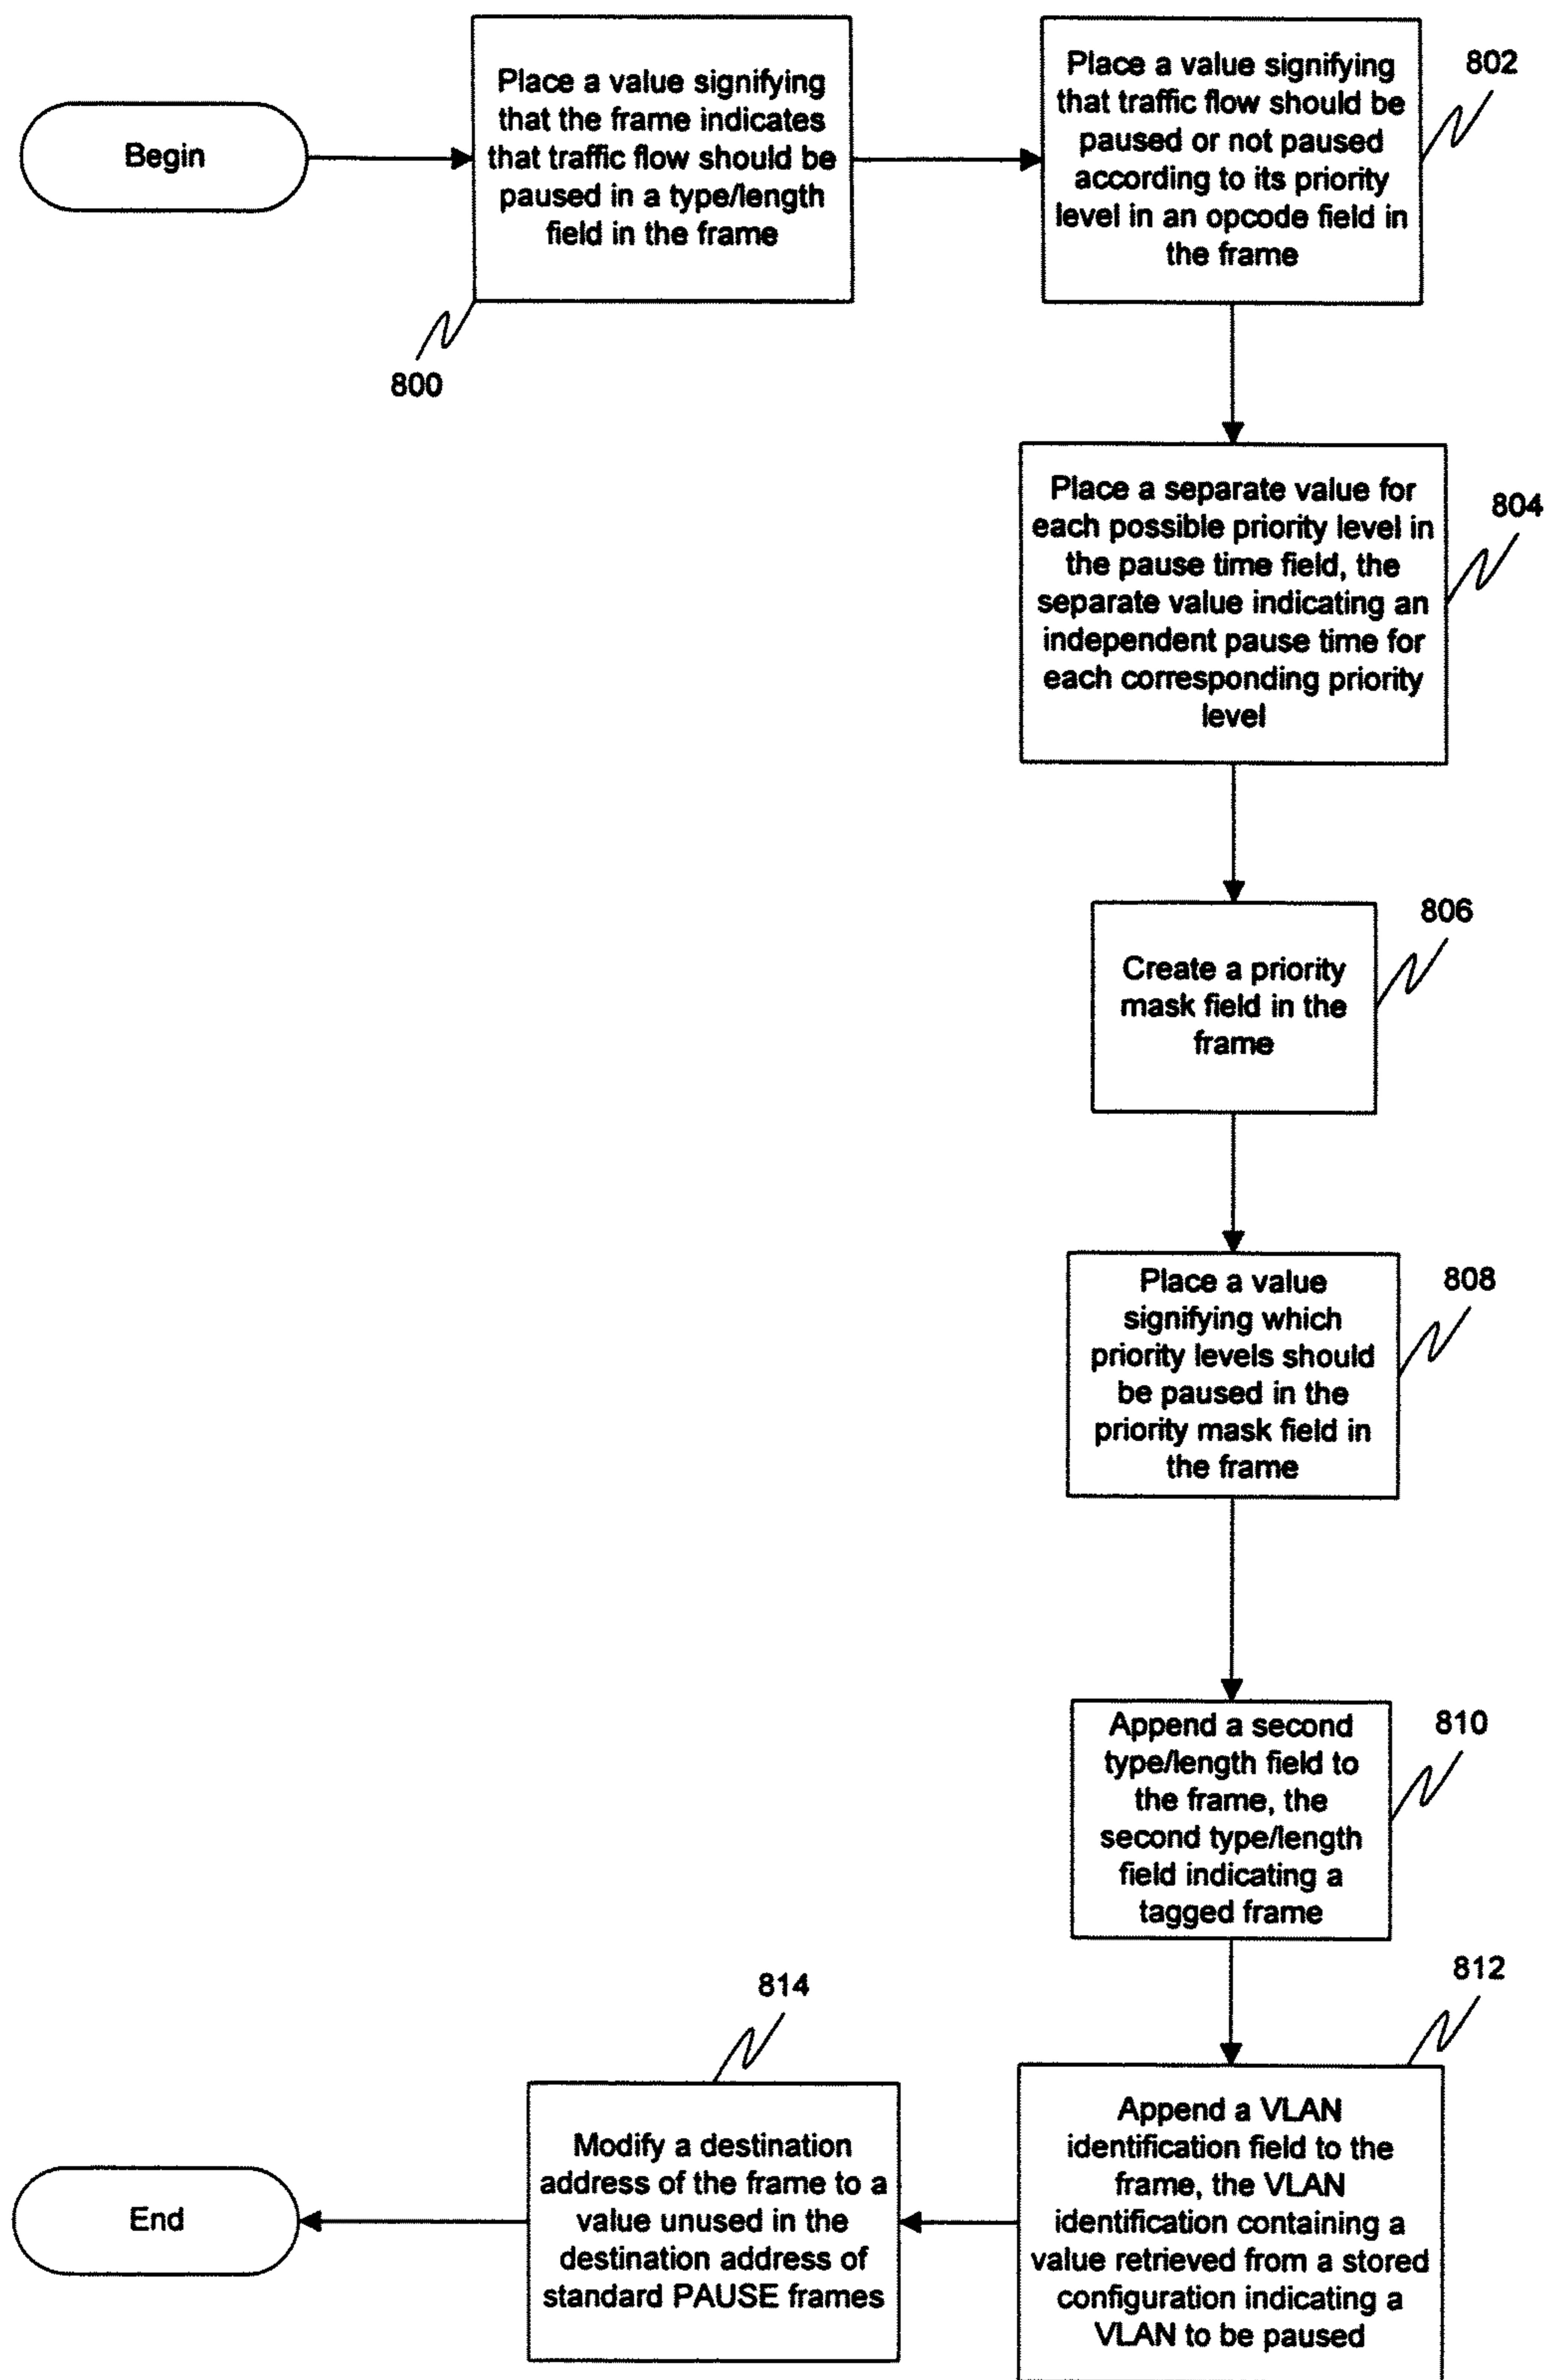 Begin
Place a value signifying
that the frame indicates
that traffic flow should be
paused in a type/length
field in the frame
800
Place a value signifying
that traffic flow should be
paused or not paused
according to its priority
level in an opcode field in
the frame
802
Place a separate value for
each possible priority level in
the pause time field, the
separate value indicating an
independent pause time for
each corresponding priority
level
804
Create a priority
mask field in the
frame
806
Place a value
signifying which
priority levels should
be paused in the
priority mask field in
the frame
808
Append a second
type/length field to
the frame, the
second type/length
field indicating a
tagged frame
810
Append a VLAN
identification field to the
frame, the VLAN
identification containing a
value retrieved from a stored
configuration indicating a
VLAN to be paused
812
Modify a destination
address of the frame to a
value unused in the
destination address of
standard PAUSE frames
814
End